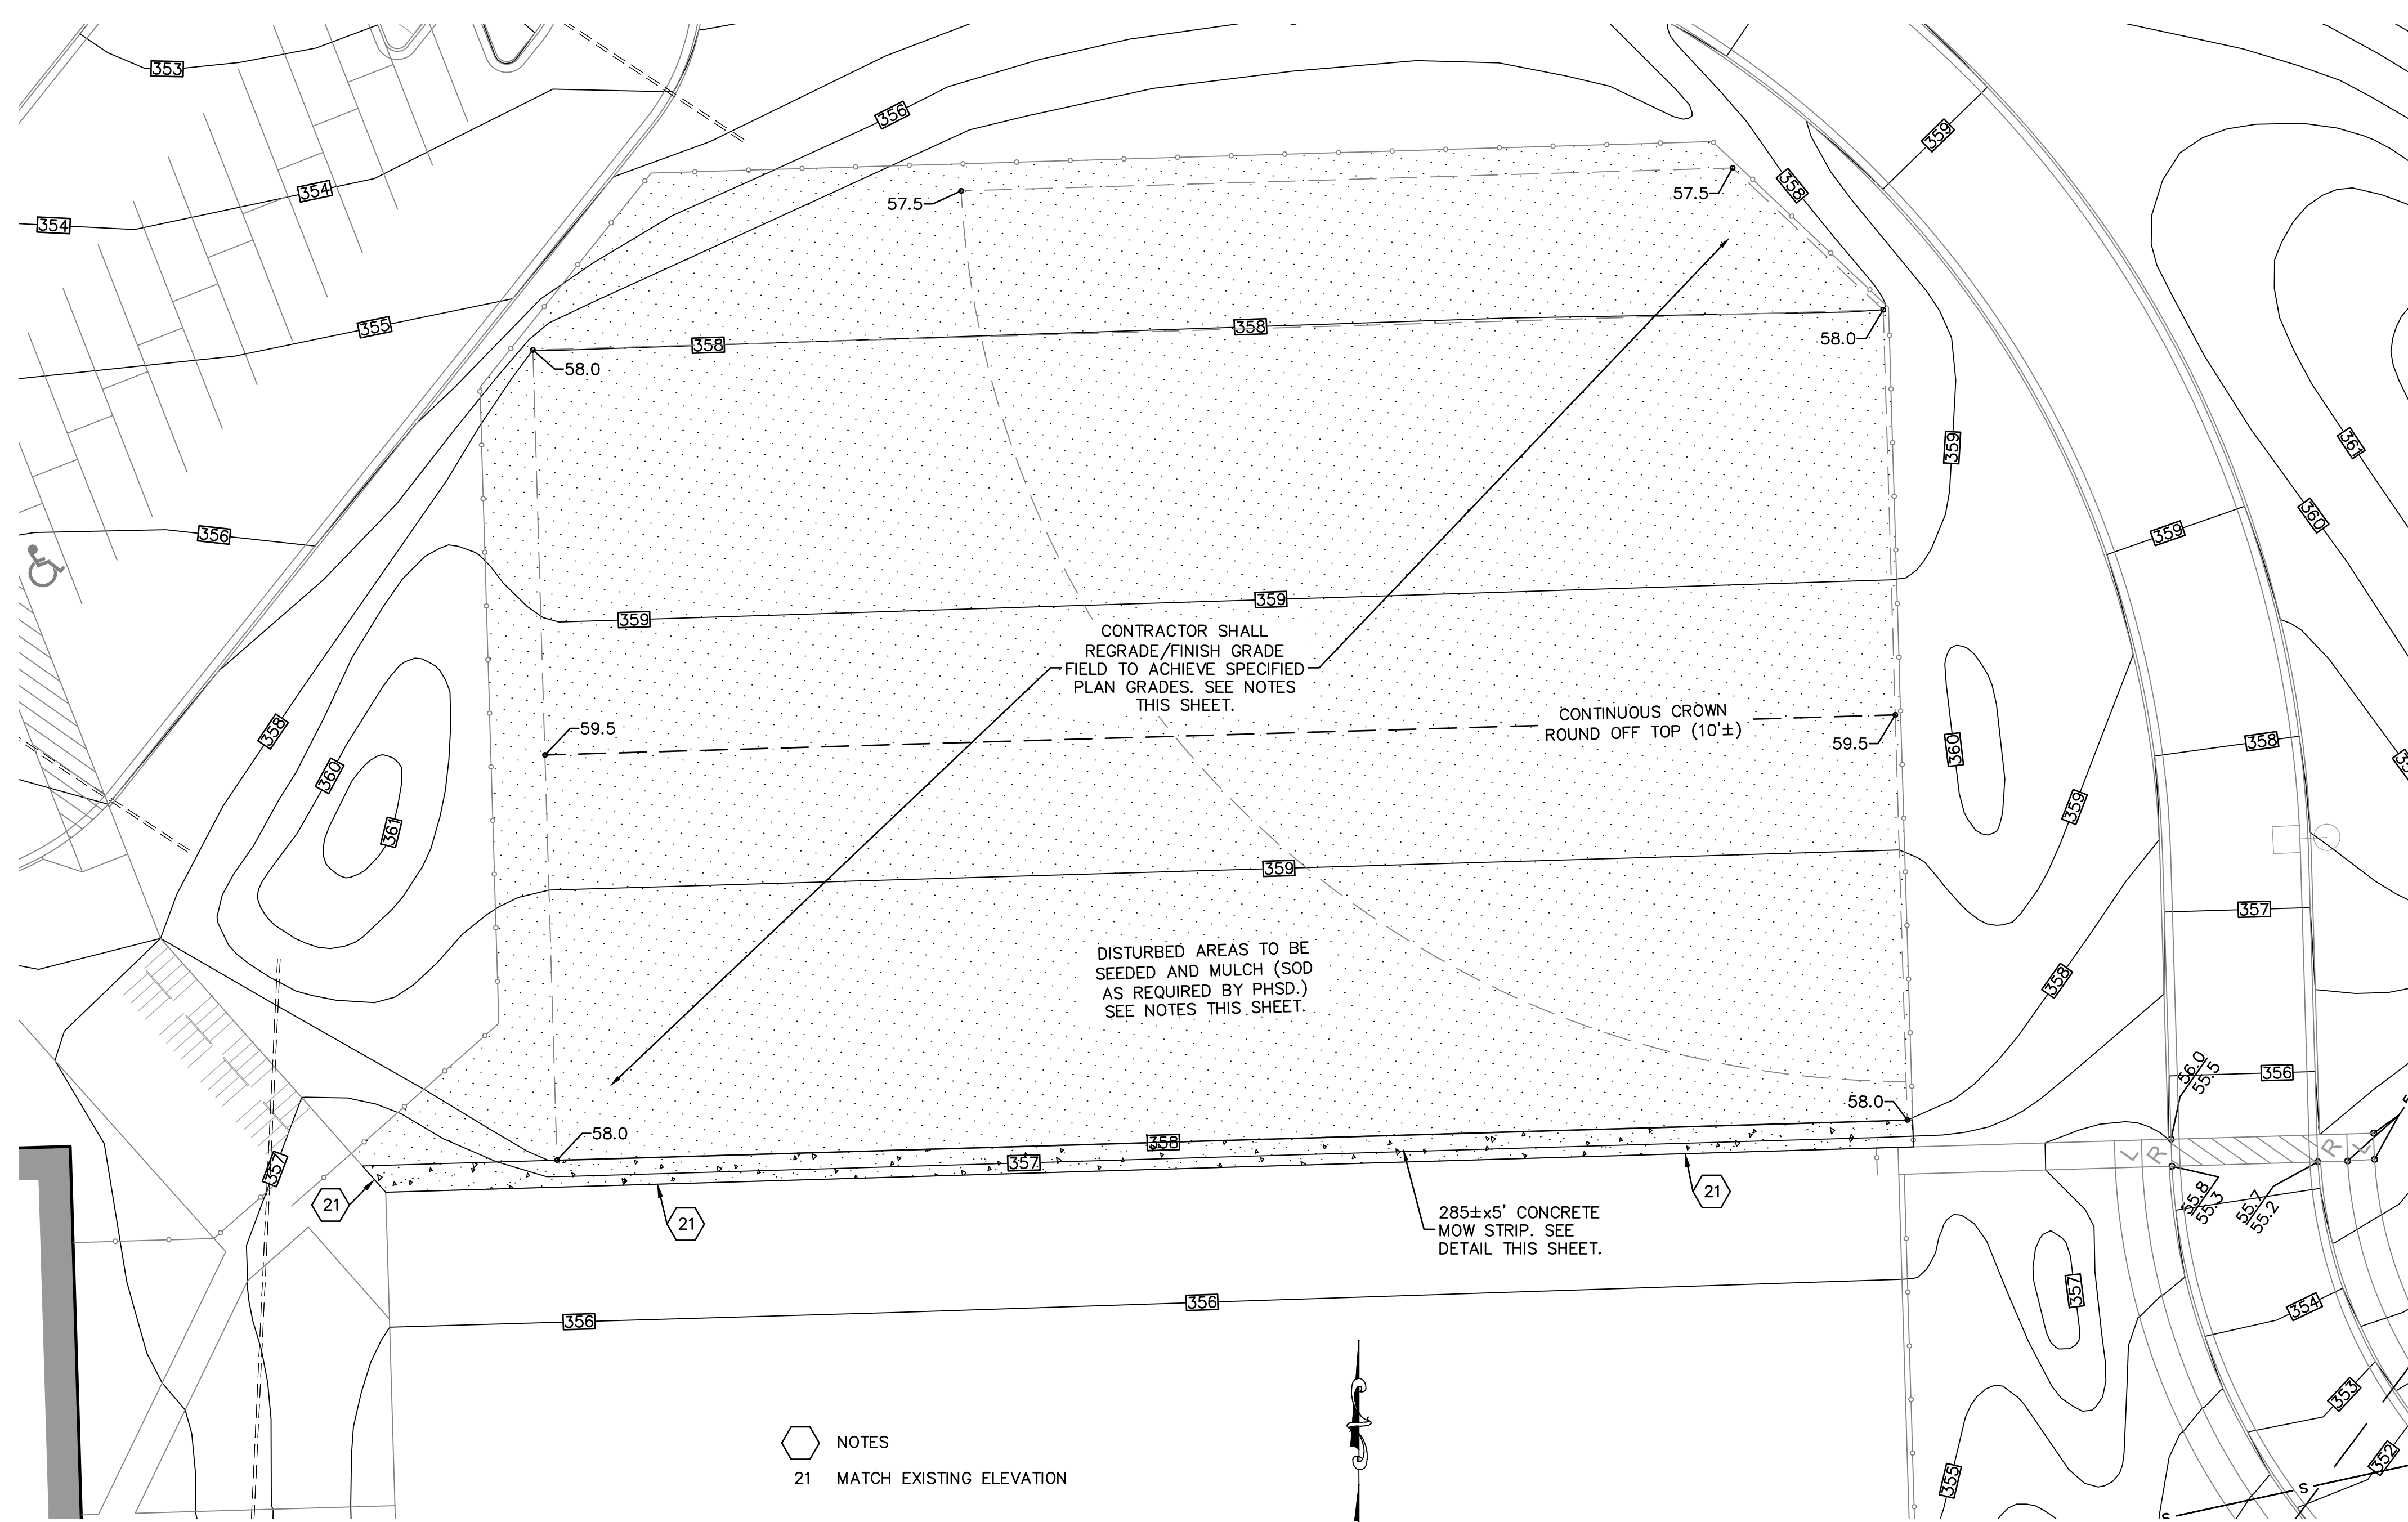 353
356
359
354
358
354
57.5
57.5
355
358
358
58.0
58.0
359
361
360
356
359
359
359
CONTRACTOR SHALL
REGRADE/FINISH GRADE
FIELD TO ACHIEVE SPECIFIED
PLAN GRADES. SEE NOTES
THIS SHEET.
358
59.5
CONTINUOUS CROWN
ROUND OFF TOP (10'±)
59.5
358
360
360
359
361
359
357
DISTURBED AREAS TO BE
SEEDED AND MULCH (SOD
AS REQUIRED BY PHSD.)
SEE NOTES THIS SHEET.
358
56.0
55.5
356
58.0
58.0
358
357
357
L
R
R
L
21
21
21
55.8
55.3
55.7
55.2
285±x5' CONCRETE
MOW STRIP. SEE
DETAIL THIS SHEET.
357
356
356
354
353
NOTES
21 MATCH EXISTING ELEVATION
355
352
S
S